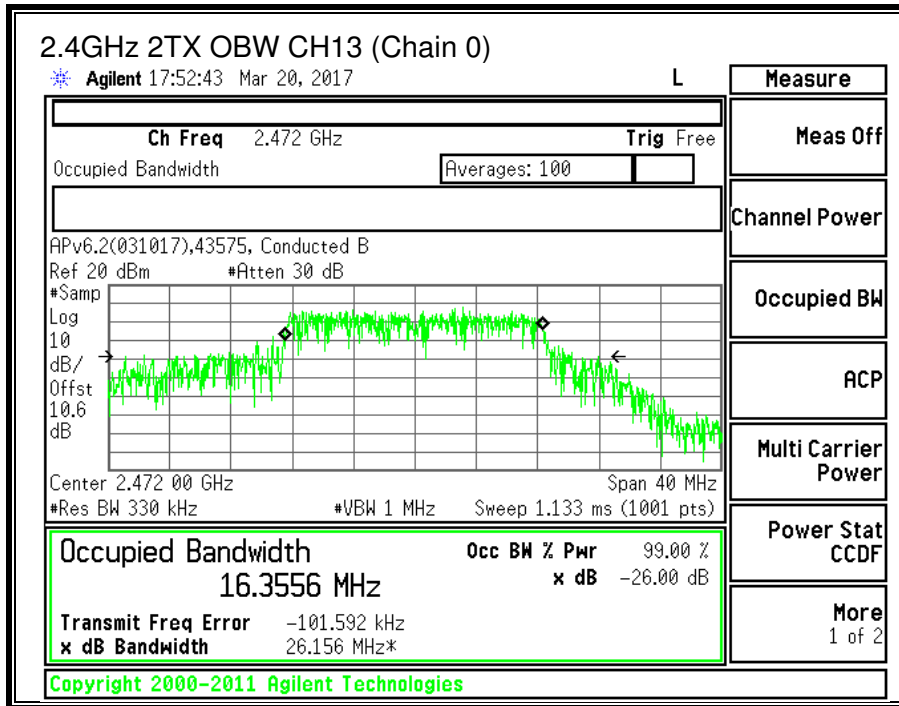 2.4GHz 2TX OBW CH13 (Chain 0)
Agilent 17:52:43 Mar 20, 2017 L
Measure
Ch Freq 2.472 GHz Trig Free
Meas Off
Occupied Bandwidth Averages: 100
Channel Power
APv6.2(031017),43575, Conducted B
Ref 20 dBm #Atten 30 dB
#Samp
Log
10
dB/
Offst
10.6
dB
Occupied BW
ACP
Multi Carrier
Power
Center 2.472 00 GHz Span 40 MHz
#Res BW 330 kHz #VBW 1 MHz Sweep 1.133 ms (1001 pts)
Power Stat
CCDF
Occupied Bandwidth Occ BW % Pwr 99.00 %
16.3556 MHz x dB -26.00 dB
Transmit Freq Error -101.592 kHz
x dB Bandwidth 26.156 MHz*
More
1 of 2
Copyright 2000-2011 Agilent Technologies